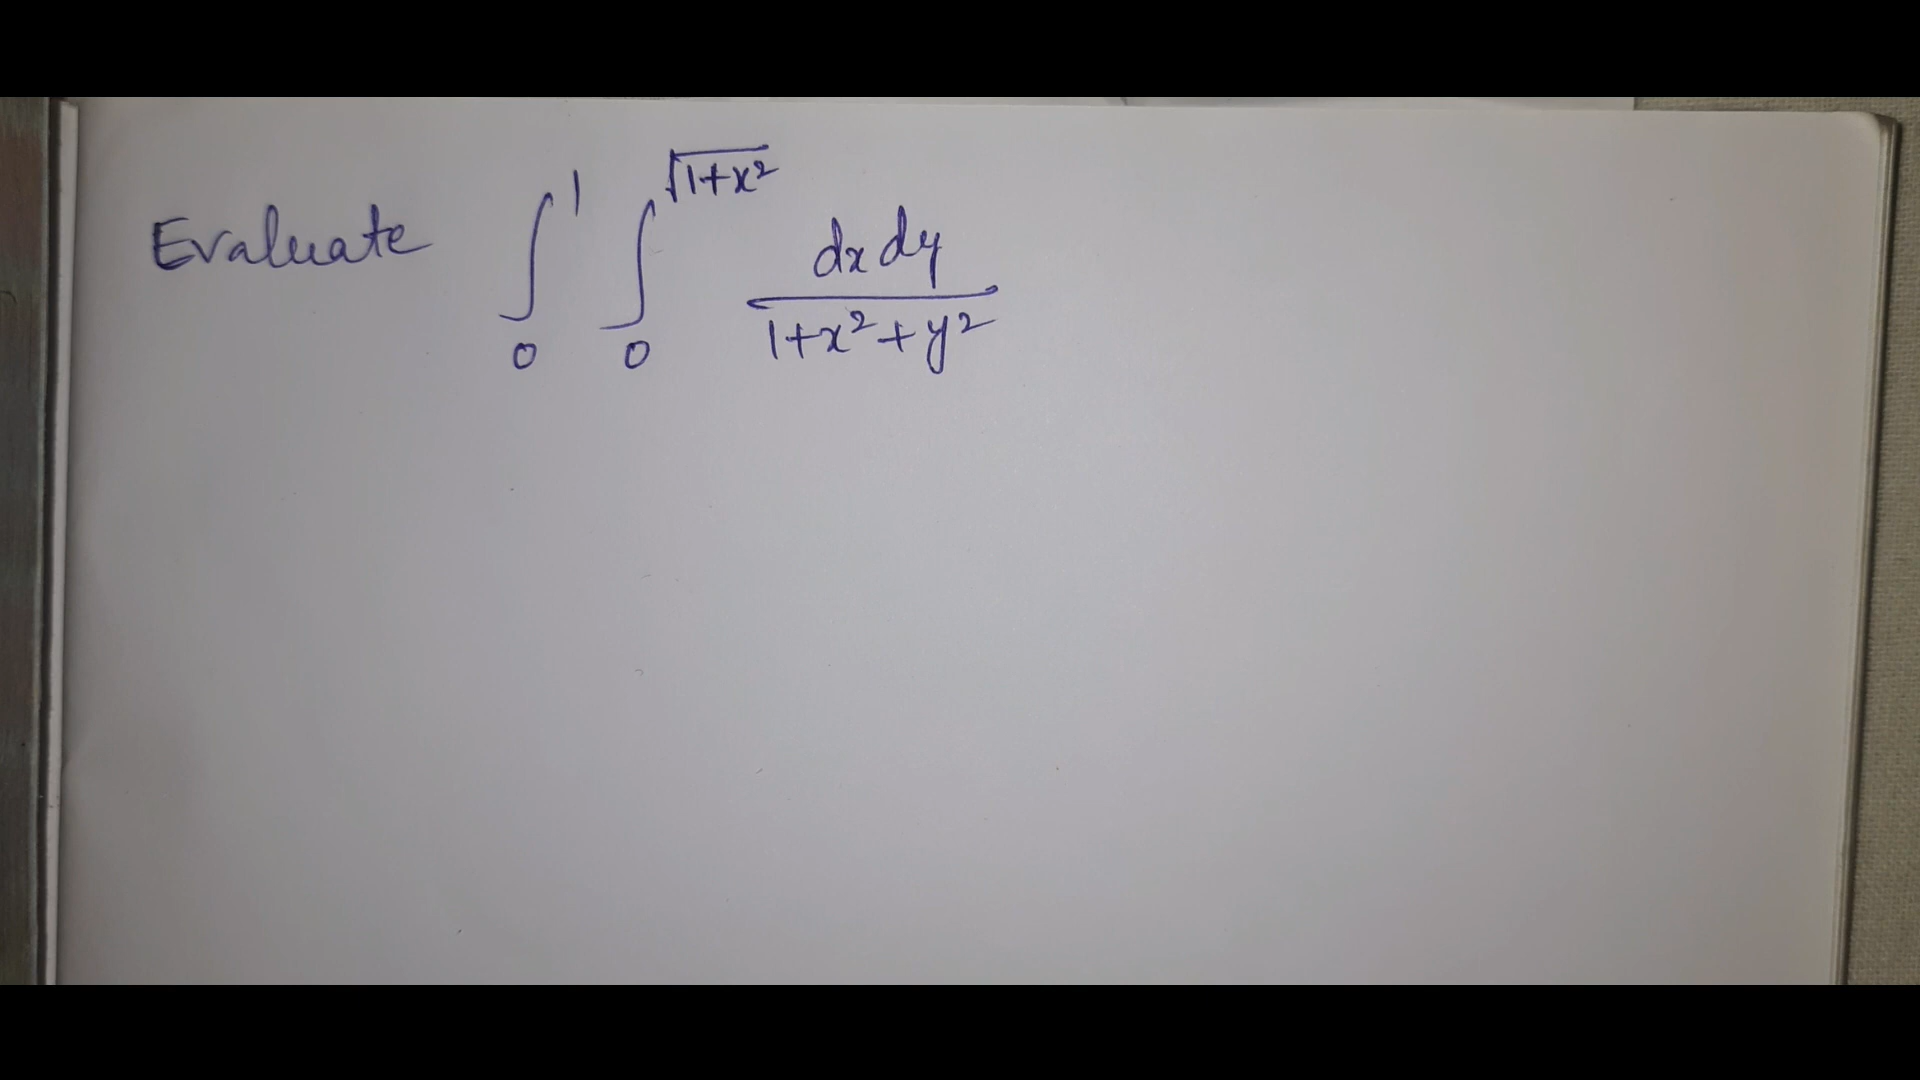 Evaluate ∫₀¹ ∫₀^√(1+x²) dx dy / (1+x²+y²)